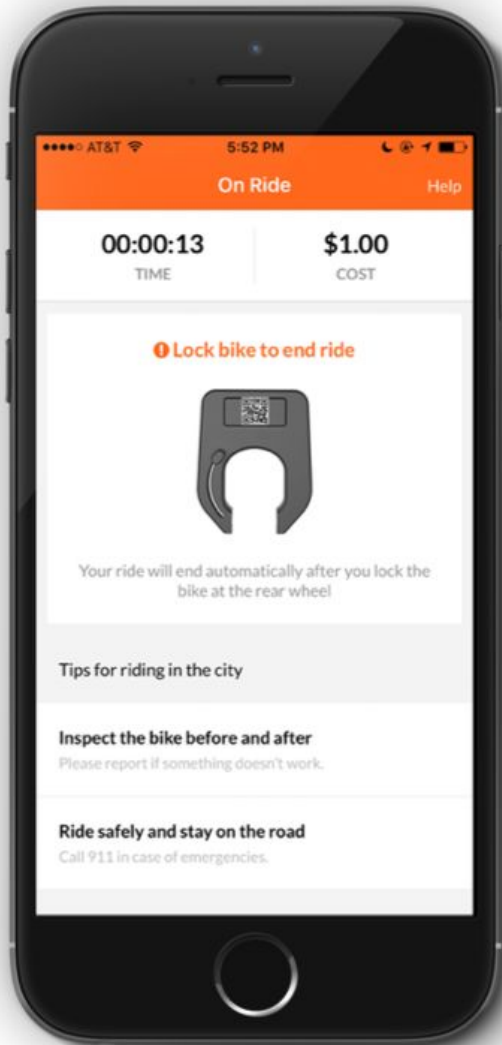 AT&T 5:52 PM
On Ride Help
00:00:13 $1.00
TIME COST
Lock bike to end ride
Your ride will end automatically after you lock the
bike at the rear wheel
Tips for riding in the city
Inspect the bike before and after
Please report if something doesn't work.
Ride safely and stay on the road
Call 911 in case of emergencies.